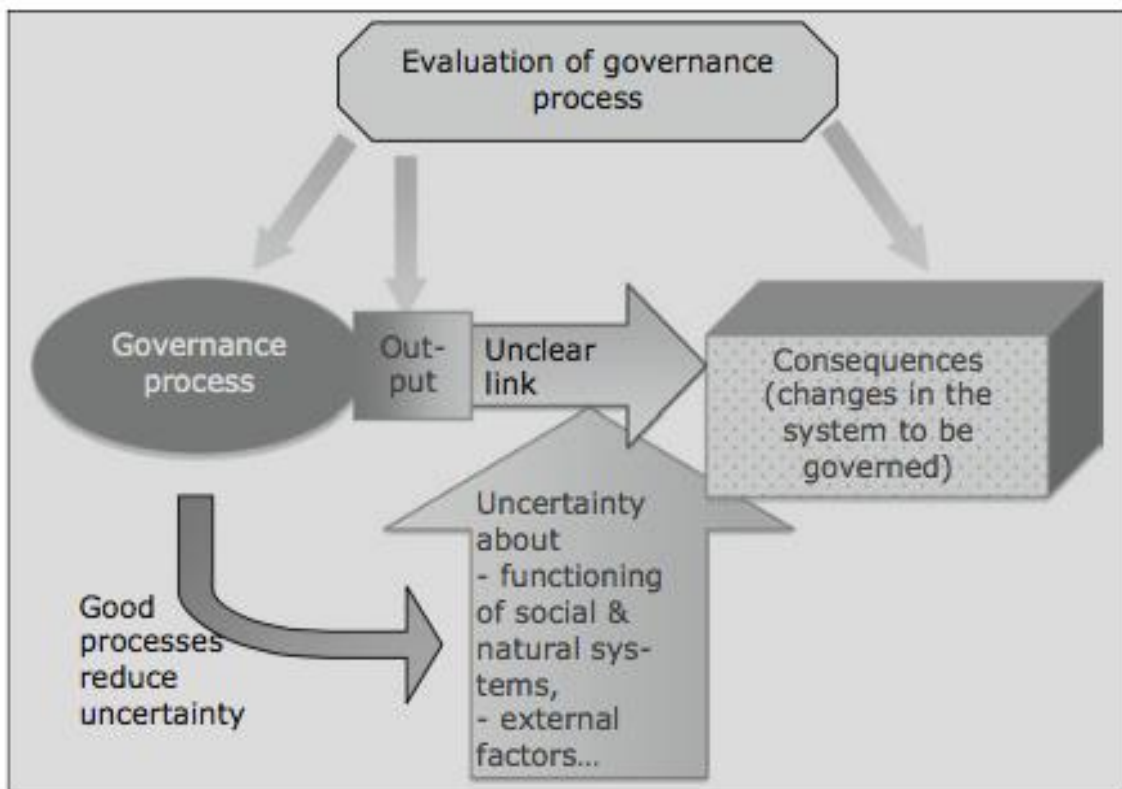 Evaluation of governance
process
Governance
process
Out-
put
Unclear
link
Consequences
(changes in the
system to be
governed)
Uncertainty
about
- functioning
of social &
natural sys-
tems,
- external
factors...
Good
processes
reduce
uncertainty